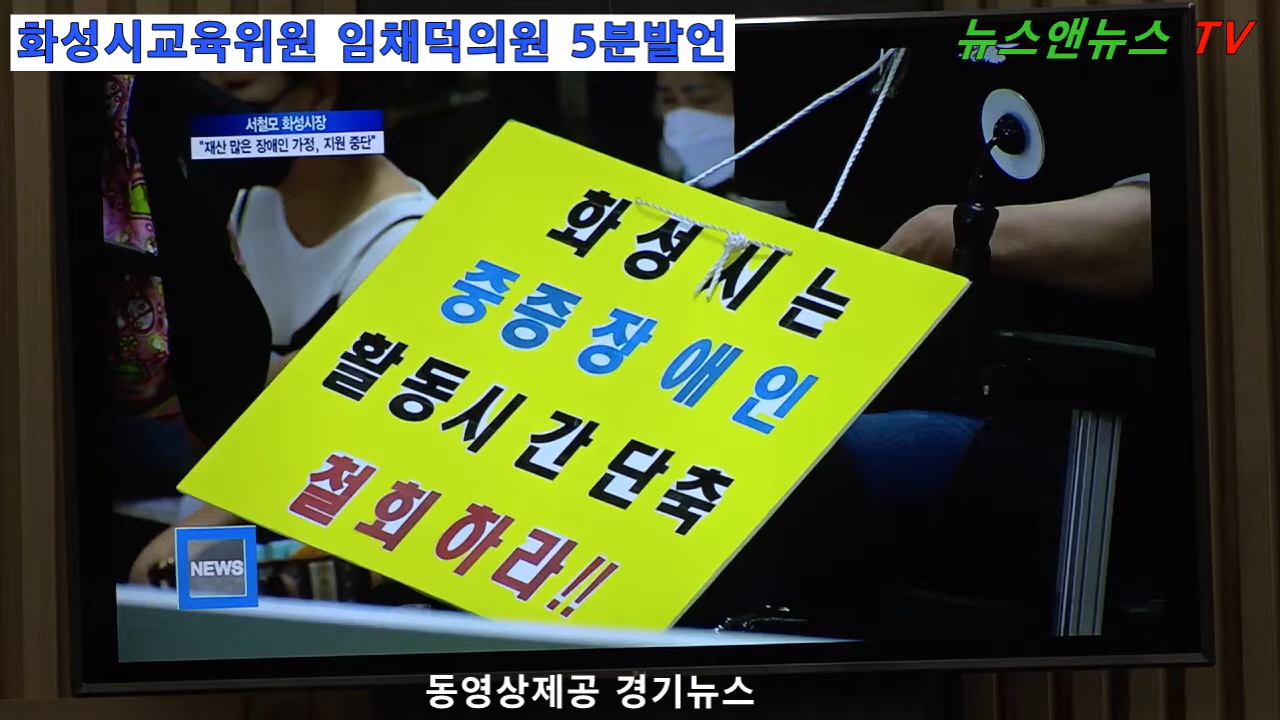 화성시교육위원 임채덕의원 5분발언
뉴스앤뉴스 TV
서철모 화성시장
"재산 많은 장애인 가정, 지원 중단"
화성시는
중증장애인
활동시간단축
철회하라!!
NEWS
동영상제공 경기뉴스